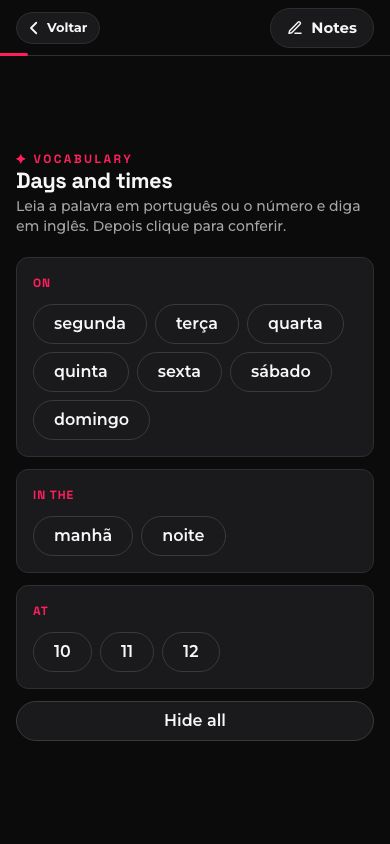 Voltar
Notes
VOCABULARY
Days and times
Leia a palavra em português ou o número e diga
em inglês. Depois clique para conferir.
ON
segunda terça quarta
quinta sexta sábado
domingo
IN THE
manhã noite
AT
10 11 12
Hide all